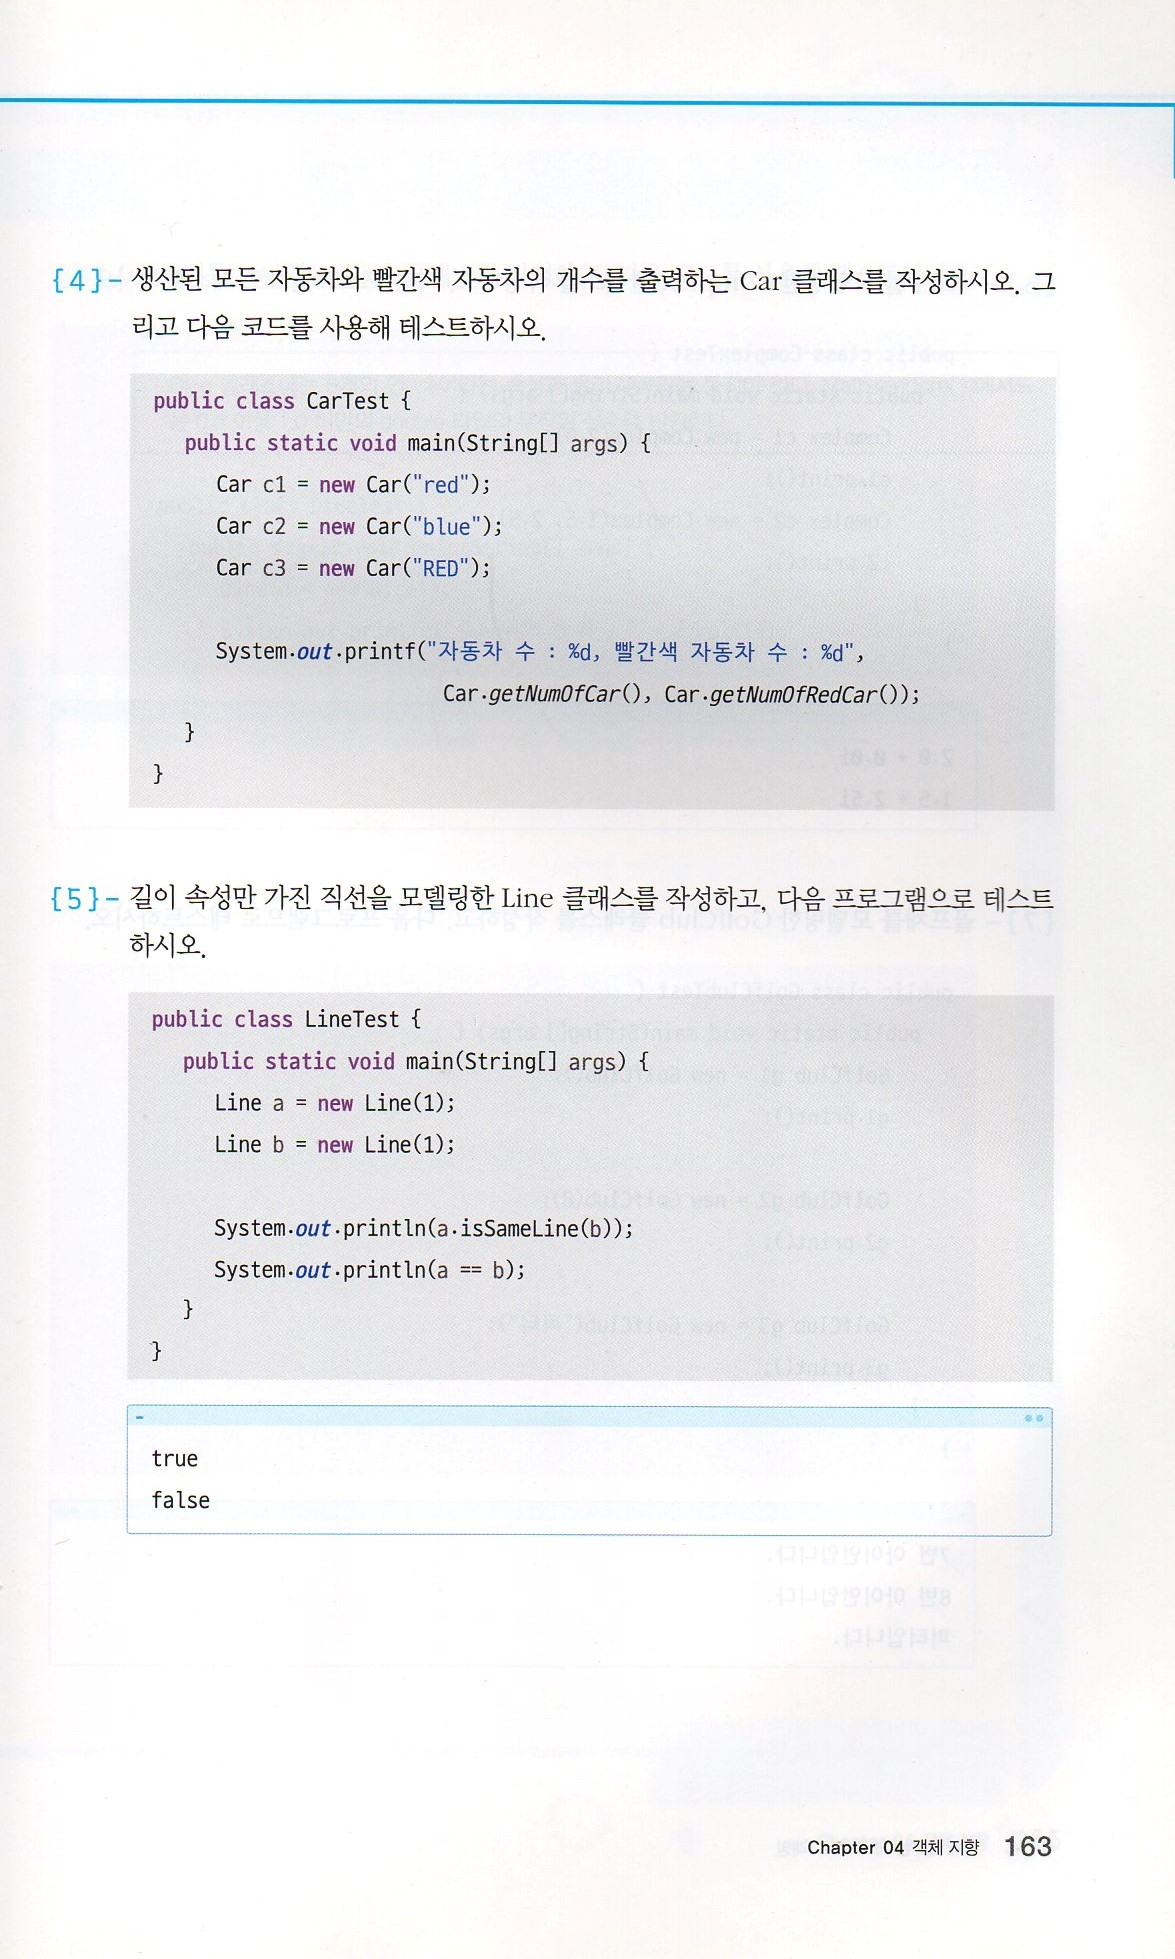 {4}- 생산된 모든 자동차와 빨간색 자동차의 개수를 출력하는 Car 클래스를 작성하시오. 그
리고 다음 코드를 사용해 테스트하시오.
public class CarTest {
public static void main(String[] args) {
Car c1 = new Car("red");
Car c2 = new Car("blue");
Car c3 = new Car("RED");
System.out.printf("자동차 수 : %d, 빨간색 자동차 수 : %d",
Car.getNumOfCar(), Car.getNumOfRedCar());
}
}
{5}- 길이 속성만 가진 직선을 모델링한 Line 클래스를 작성하고, 다음 프로그램으로 테스트
하시오.
public class LineTest {
public static void main(String[] args) {
Line a = new Line(1);
Line b = new Line(1);
System.out.println(a.isSameLine(b));
System.out.println(a == b);
}
}
true
false
Chapter 04 객체 지향 163